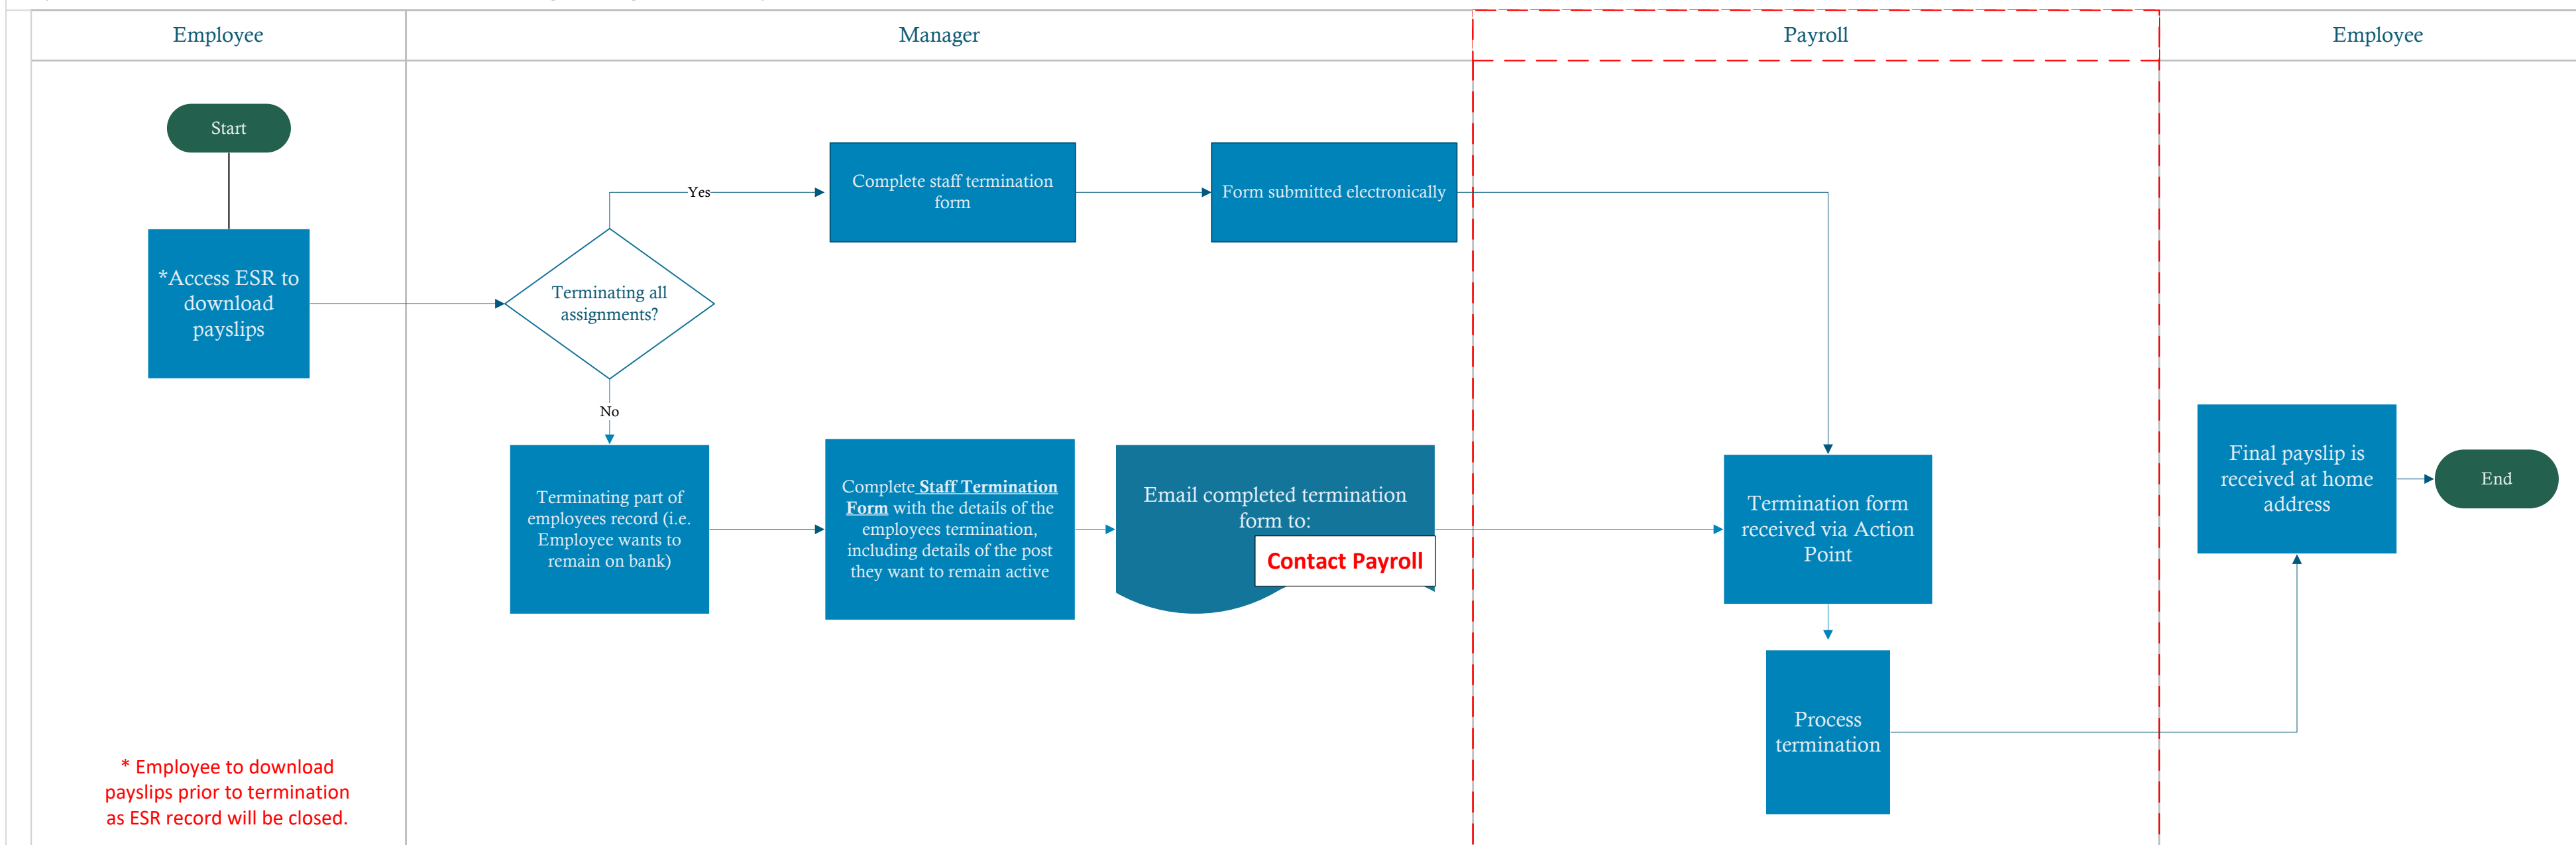 Employee
Manager
Payroll
Employee
Start
*Access ESR to
download
payslips
* Employee to download
payslips prior to termination
as ESR record will be closed.
Terminating all
assignments?
Yes
Complete staff termination
form
Form submitted electronically
No
Terminating part of
employees record (i.e.
Employee wants to
remain on bank)
Complete Staff Termination
Form with the details of the
employees termination,
including details of the post
they want to remain active
Email completed termination
form to:
Contact Payroll
Termination form
received via Action
Point
Process
termination
Final payslip is
received at home
address
End